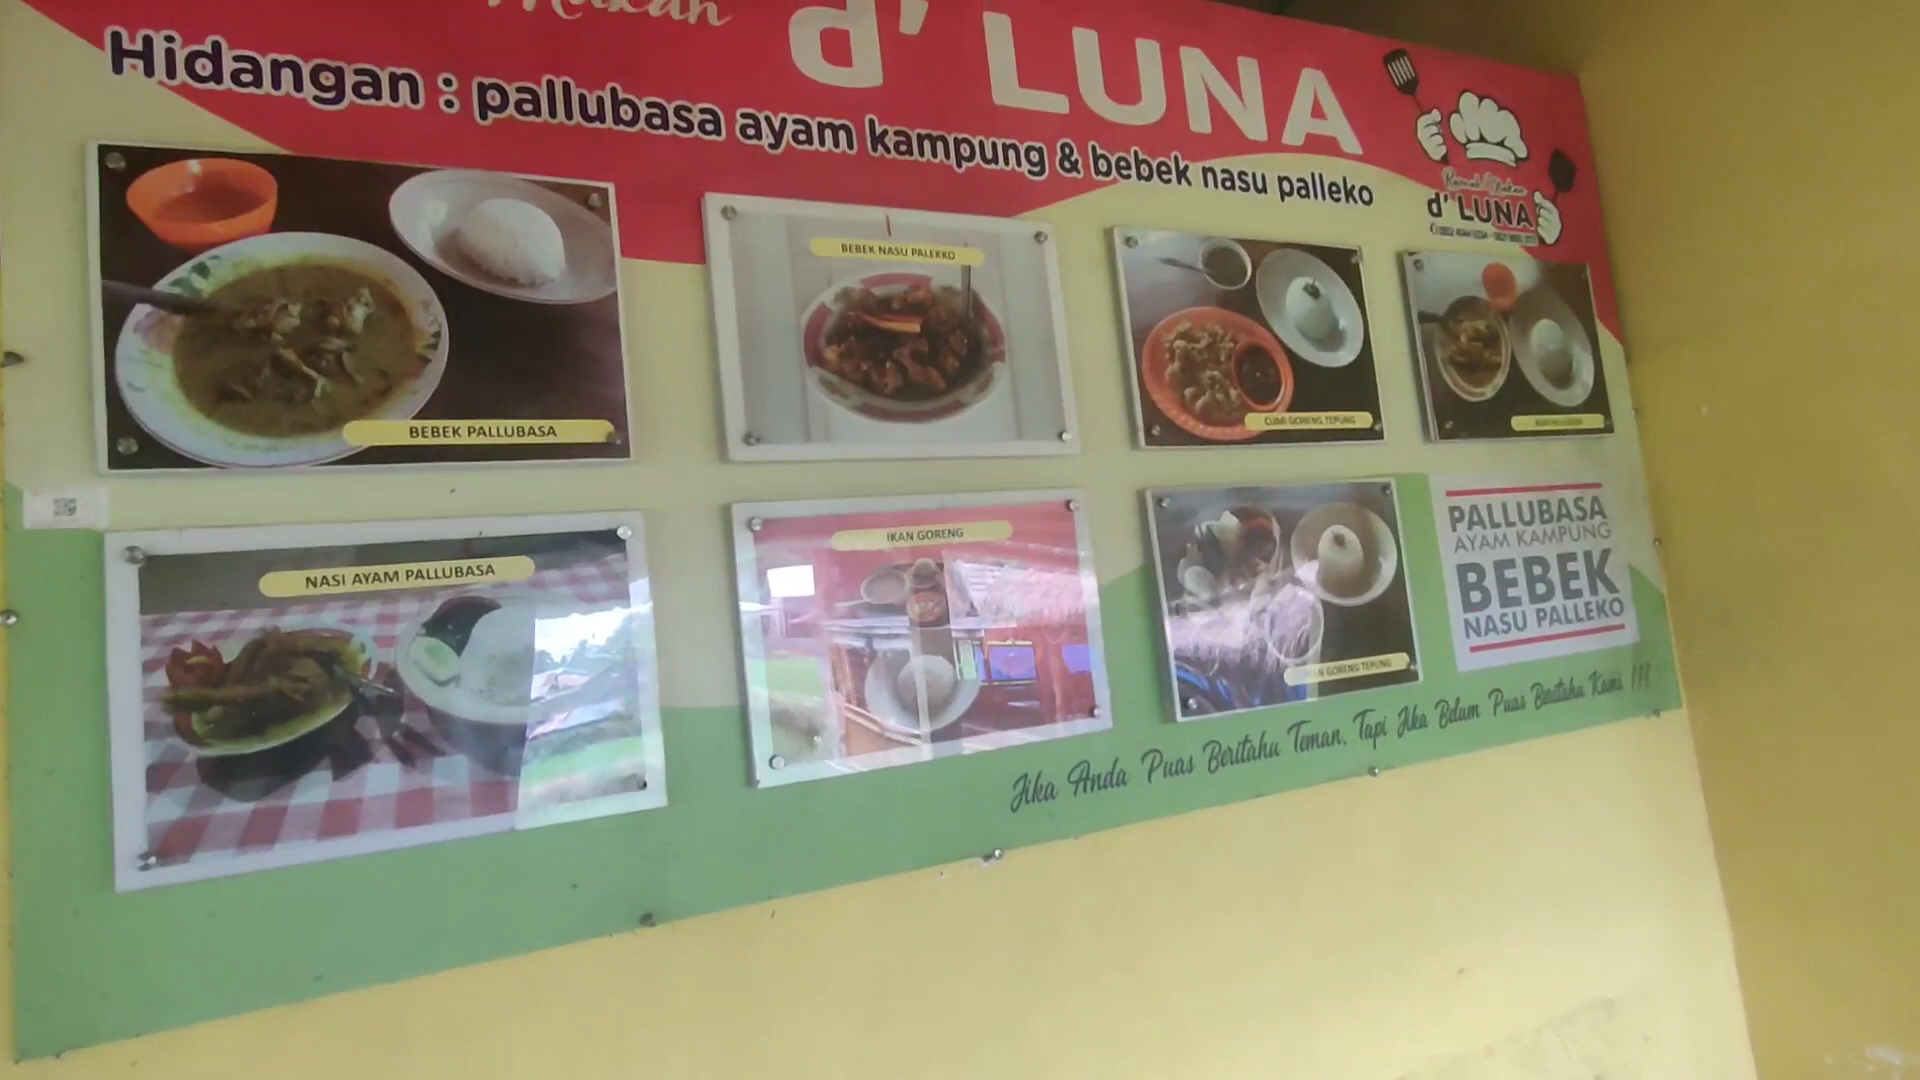 Makan
d' LUNA
Hidangan : pallubasa ayam kampung & bebek nasu palleko
Rumah Makan
d' LUNA
BEBEK PALLUBASA
BEBEK NASU PALEKKO
CUMI GORENG TEPUNG
NASI AYAM PALLUBASA
IKAN GORENG
GORENG TEPUNG
PALLUBASA
AYAM KAMPUNG
BEBEK
NASU PALLEKO
Jika Anda Puas Beritahu Teman, Tapi Jika Belum Puas Beritahu Kami !!!